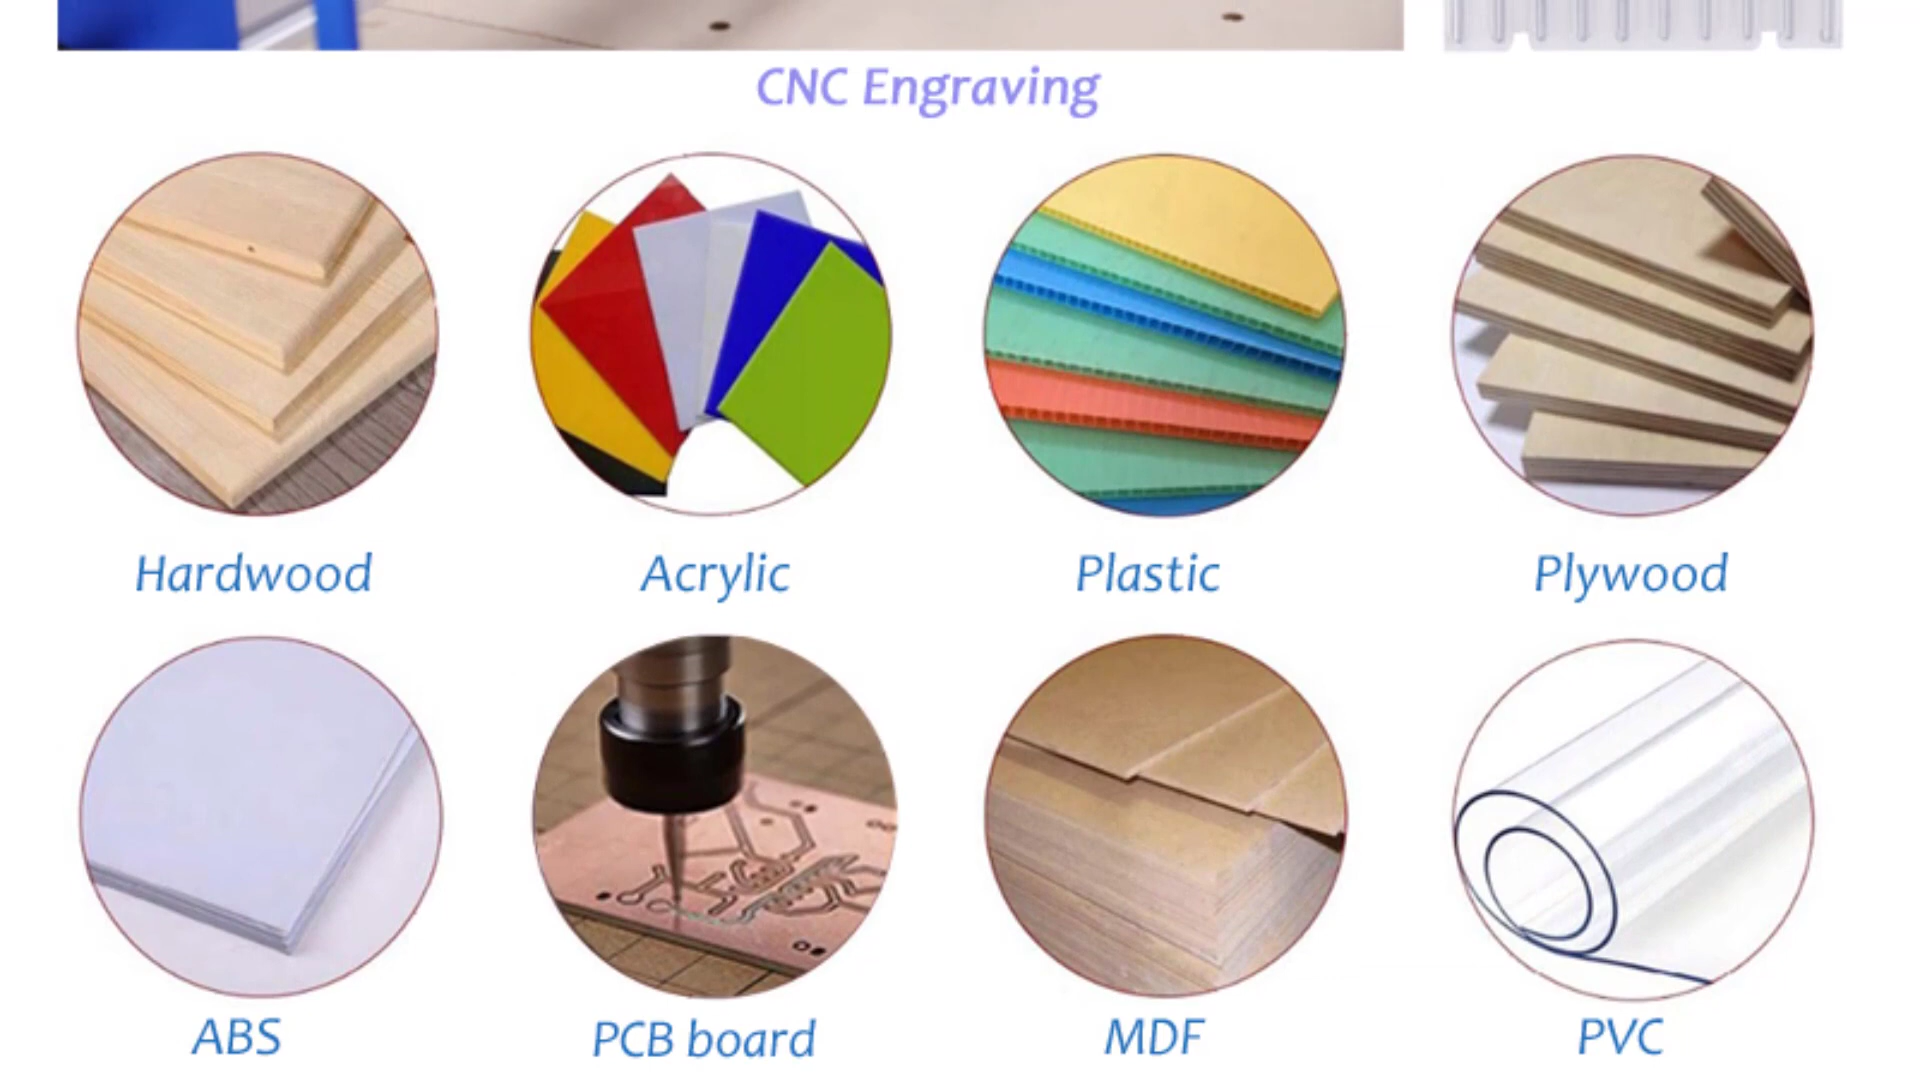 CNC Engraving
Hardwood
Acrylic
Plastic
Plywood
ABS
PCB board
MDF
PVC